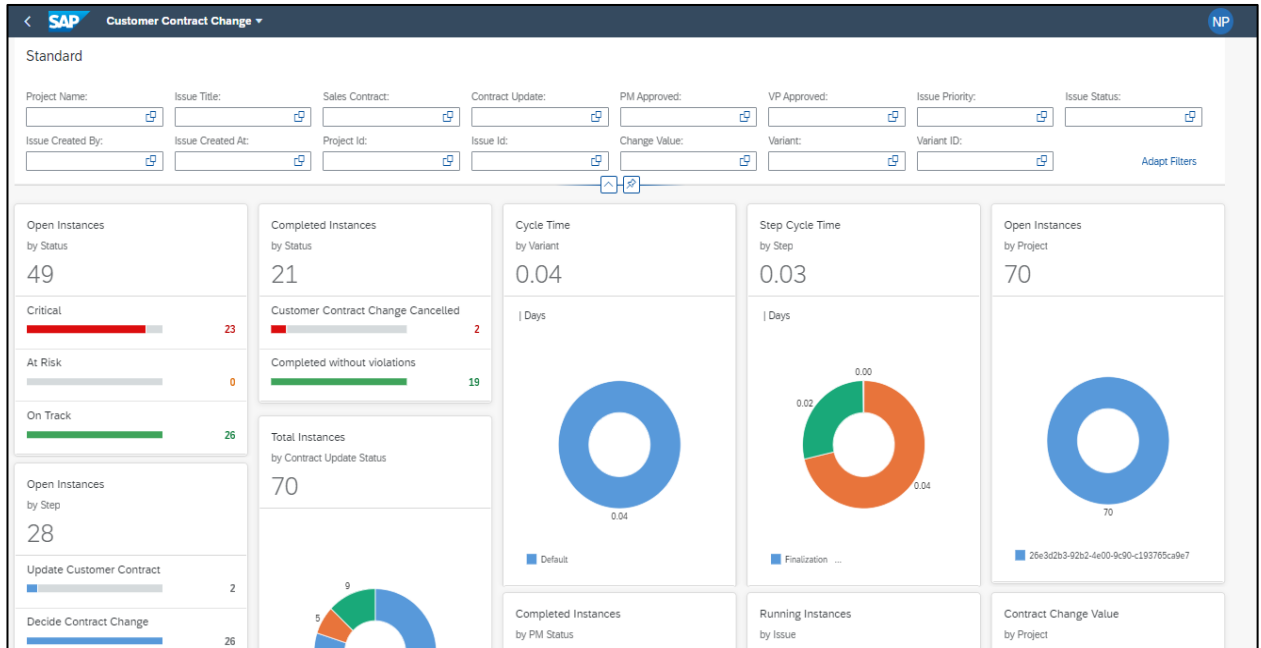 SAP Customer Contract Change
NP
Standard
Project Name: Issue Title: Sales Contract: Contract Update: PM Approved: VP Approved: Issue Priority: Issue Status:
Issue Created By: Issue Created At: Project Id: Issue Id: Change Value: Variant: Variant ID:
Adapt Filters
Open Instances
by Status
49
Critical
23
At Risk
0
On Track
26
Open Instances
by Step
28
Update Customer Contract
2
Decide Contract Change
26
Completed Instances
by Status
21
Customer Contract Change Cancelled
2
Completed without violations
19
Total Instances
by Contract Update Status
70
9
5
Cycle Time
by Variant
0.04
| Days
0.04
Default
Completed Instances
by PM Status
Step Cycle Time
by Step
0.03
| Days
0.00
0.02
0.04
Finalization ...
Running Instances
by Issue
Open Instances
by Project
70
70
26e3d2b3-92b2-4e00-9c90-c193765ca9e7
Contract Change Value
by Project